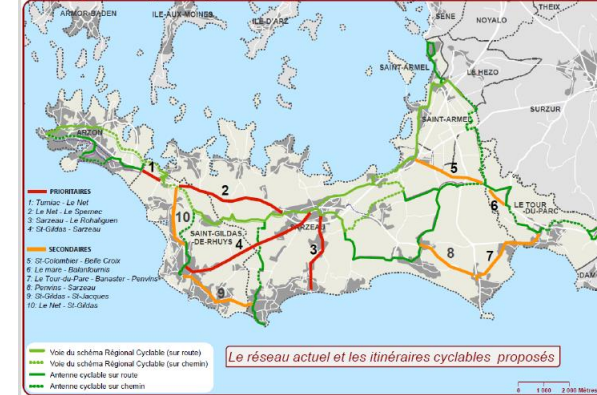 ARMOR-BADEN
ILE-AUX-MOINES
ILE-D'ARZ
SENE
NOYALO
THEIX
SAINT-ARMEL
LE HEZO
SURZUR
SAINT-ARMEL
ARZON
1
2
5
6
LE TOUR
-DU-PARC
10
SAINT-GILDAS
-DE-RHUYS
SARZEAU
4
3
8
7
9
DAM
PRIORITAIRES
1: Tumiac - Le Net
2: Le Net - Le Spernec
3: Sarzeau - Le Rohaliguen
4: St-Gildas - Sarzeau
SECONDAIRES
5: St-Colombier - Belle Croix
6: Le mare - Balanfournis
7: Le Tour-du-Parc - Banaster - Penvins
8: Penvins - Sarzeau
9: St-Gildas - St-Jacques
10: Le Net - St-Gildas
Voie du schéma Régional Cyclable (sur route)
Voie du schéma Régional Cyclable (sur chemin)
Antenne cyclable sur route
Antenne cyclable sur chemin
Le réseau actuel et les itinéraires cyclables proposés
0 1 000 2 000 Mètres